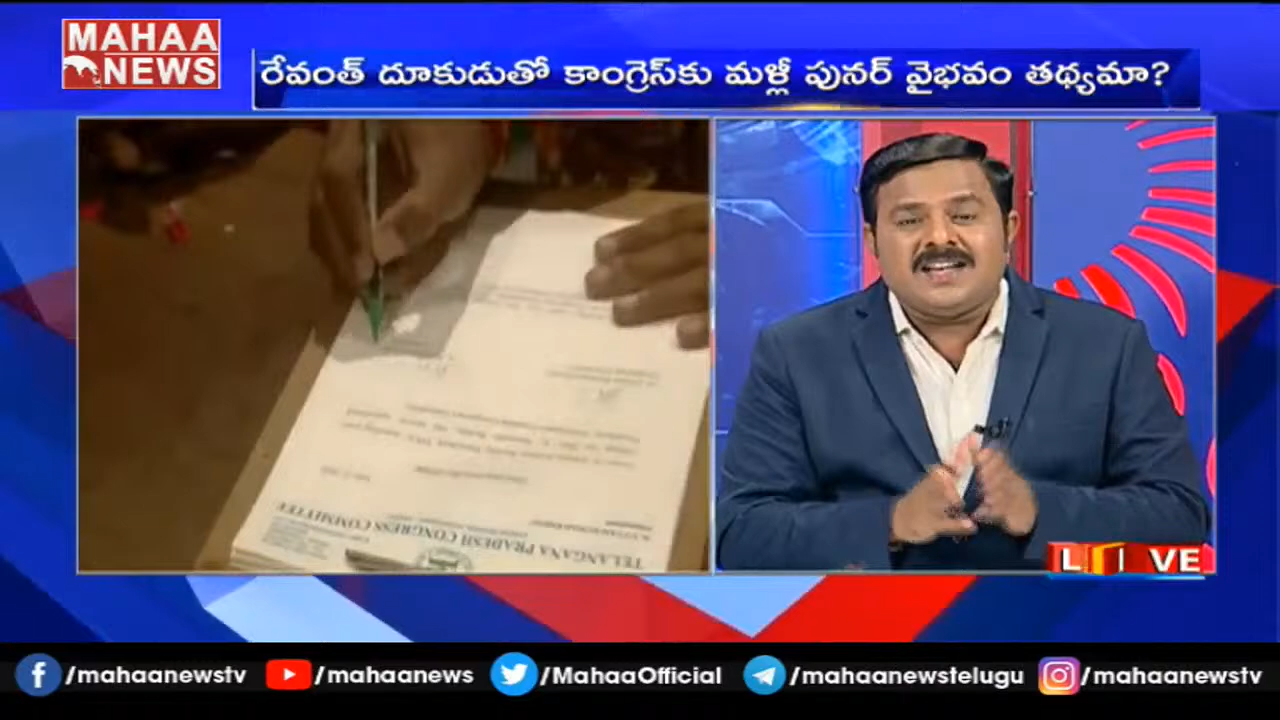 MAHAA
NEWS
రేవంత్ దూకుడుతో కాంగ్రెస్‌కు మళ్లీ పునర్ వైభవం తథ్యమా?
TELANGANA PRADESH CONGRESS COMMITTEE
LIVE
/mahaanewstv
/mahaanews
/MahaaOfficial
/mahaanewstelugu
/mahaanewstv